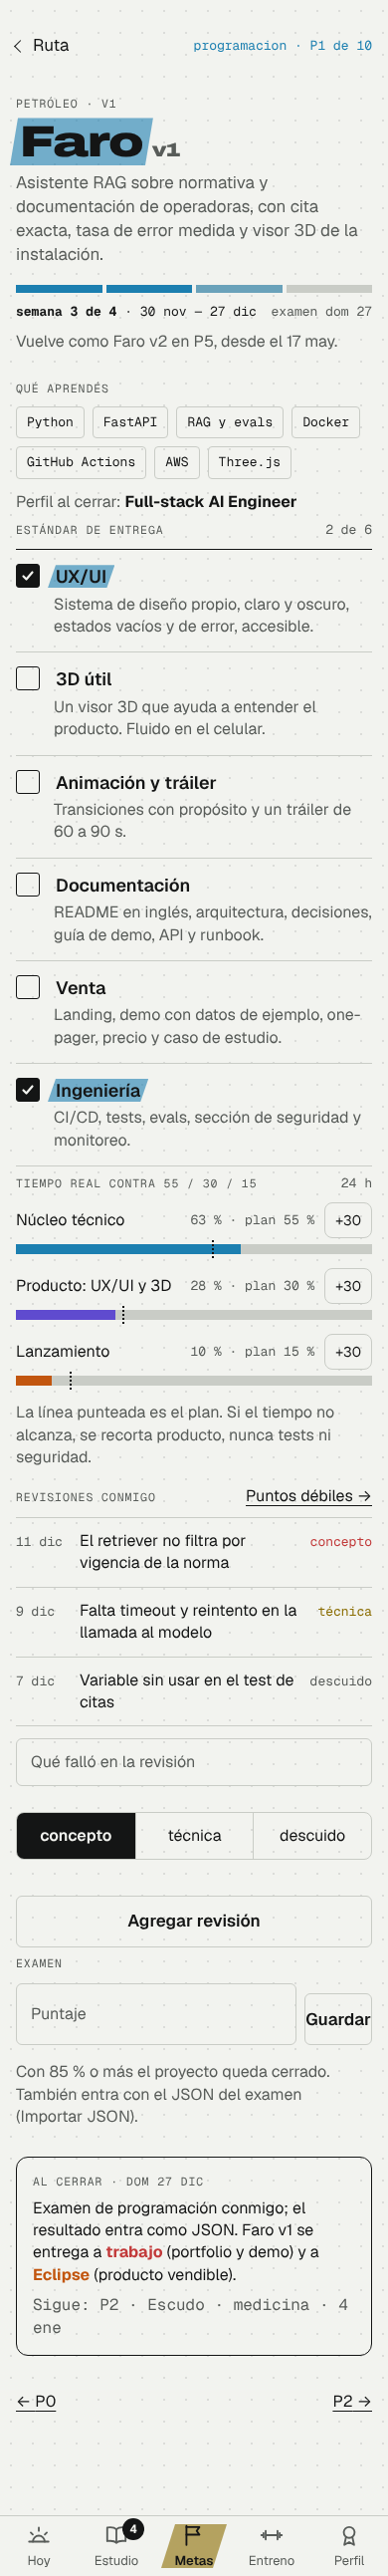 Ruta
programacion · P1 de 10
PETRÓLEO · V1
Faro v1
Asistente RAG sobre normativa y
documentación de operadoras, con cita
exacta, tasa de error medida y visor 3D de la
instalación.
semana 3 de 4 · 30 nov — 27 dic examen dom 27
Vuelve como Faro v2 en P5, desde el 17 may.
QUÉ APRENDÉS
Python FastAPI RAG y evals Docker
GitHub Actions AWS Three.js
Perfil al cerrar: Full-stack AI Engineer
ESTÁNDAR DE ENTREGA 2 de 6
UX/UI
Sistema de diseño propio, claro y oscuro,
estados vacíos y de error, accesible.
3D útil
Un visor 3D que ayuda a entender el
producto. Fluido en el celular.
Animación y tráiler
Transiciones con propósito y un tráiler de
60 a 90 s.
Documentación
README en inglés, arquitectura, decisiones,
guía de demo, API y runbook.
Venta
Landing, demo con datos de ejemplo, one-
pager, precio y caso de estudio.
Ingeniería
CI/CD, tests, evals, sección de seguridad y
monitoreo.
TIEMPO REAL CONTRA 55 / 30 / 15 24 h
Núcleo técnico 63 % · plan 55 % +30
Producto: UX/UI y 3D 28 % · plan 30 % +30
Lanzamiento 10 % · plan 15 % +30
La línea punteada es el plan. Si el tiempo no
alcanza, se recorta producto, nunca tests ni
seguridad.
REVISIONES CONMIGO Puntos débiles →
11 dic El retriever no filtra por concepto
vigencia de la norma
9 dic Falta timeout y reintento en la técnica
llamada al modelo
7 dic Variable sin usar en el test de descuido
citas
Qué falló en la revisión
concepto técnica descuido
Agregar revisión
EXAMEN
Puntaje Guardar
Con 85 % o más el proyecto queda cerrado.
También entra con el JSON del examen
(Importar JSON).
AL CERRAR · DOM 27 DIC
Examen de programación conmigo; el
resultado entra como JSON. Faro v1 se
entrega a trabajo (portfolio y demo) y a
Eclipse (producto vendible).
Sigue: P2 · Escudo · medicina · 4
ene
← P0 P2 →
4
Hoy Estudio Metas Entreno Perfil